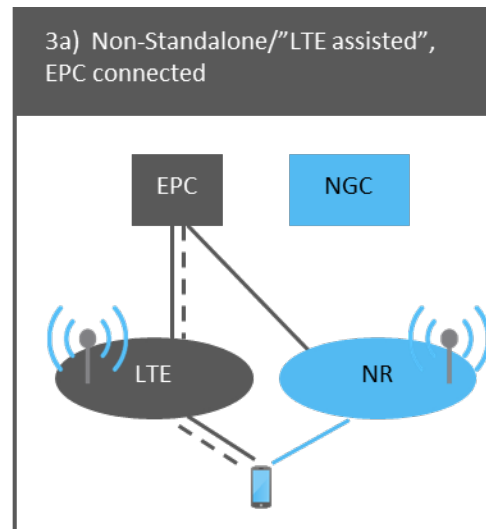 3a) Non-Standalone/”LTE assisted”,
EPC connected
EPC
NGC
LTE
NR